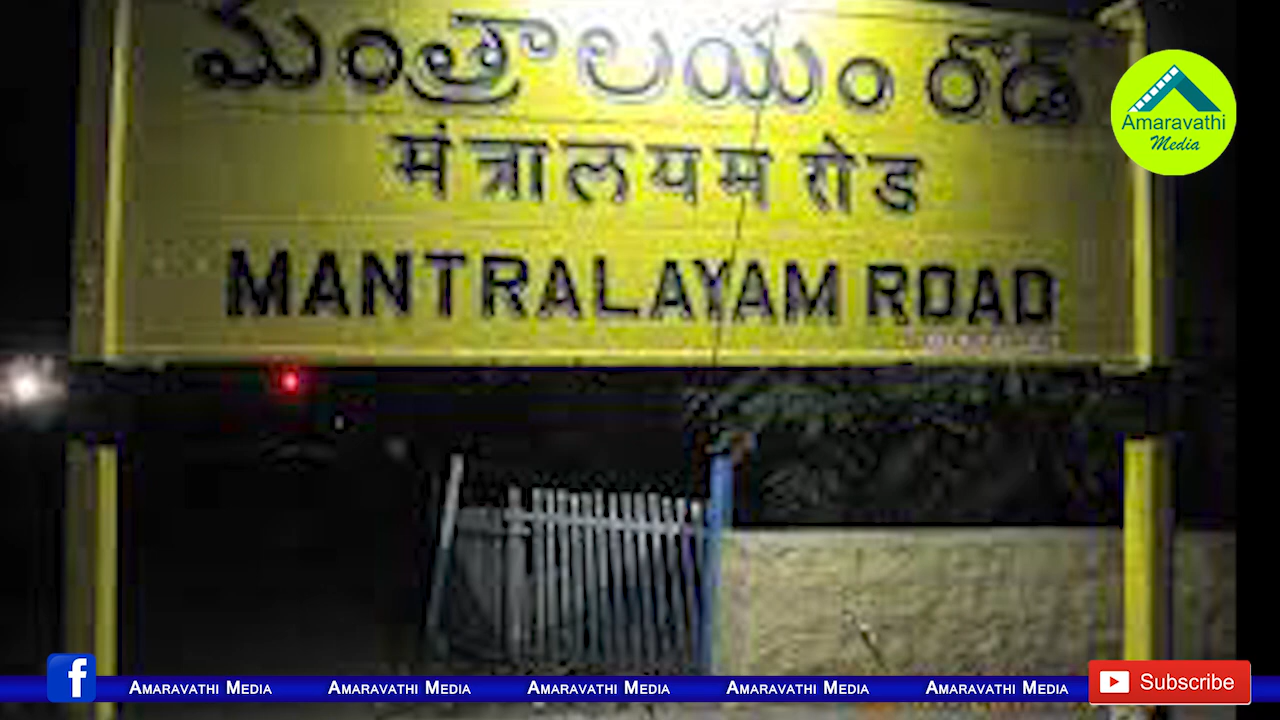 మంత్రాలయం రోడ్
मंत्रालयम रोड
MANTRALAYAM ROAD
Amaravathi
Media
f
Amaravathi Media Amaravathi Media Amaravathi Media Amaravathi Media Amaravathi Media
Subscribe